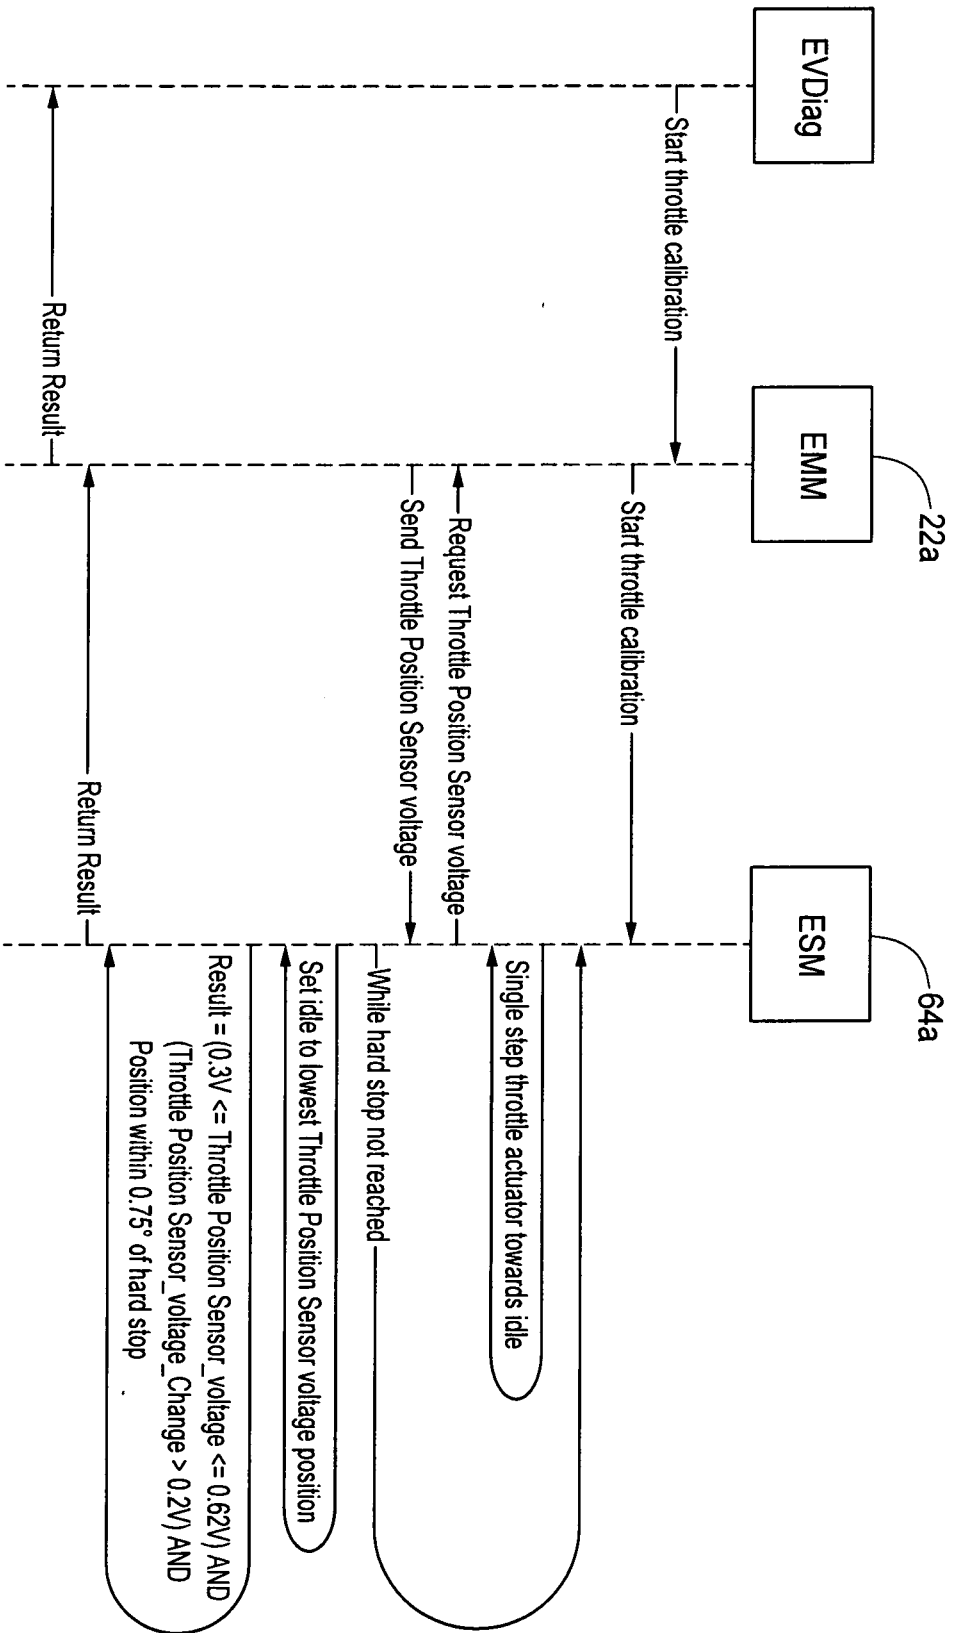 EVDiag
EMM
22a
ESM
64a
Start throttle calibration
Start throttle calibration
Single step throttle actuator towards idle
Request Throttle Position Sensor voltage
Send Throttle Position Sensor voltage
While hard stop not reached
Set idle to lowest Throttle Position Sensor voltage position
Result = (0.3V <= Throttle Position Sensor_voltage <= 0.62V) AND
(Throttle Position Sensor_voltage_Change > 0.2V) AND
Position within 0.75° of hard stop
Return Result
Return Result